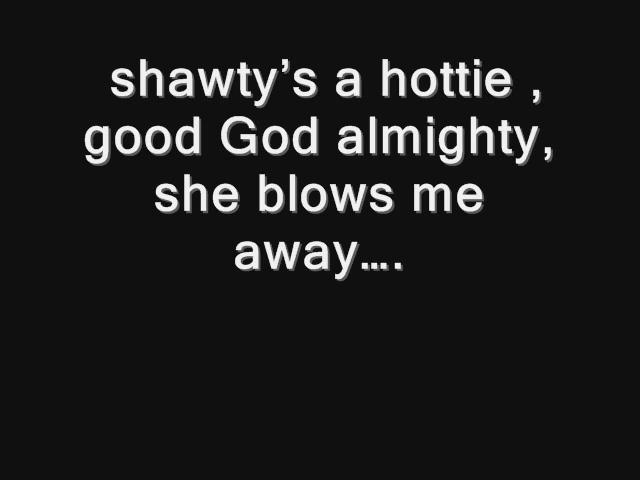 shawty’s a hottie ,
good God almighty,
she blows me
away….